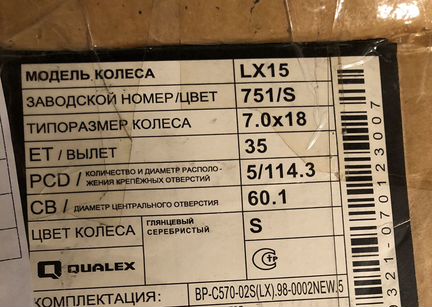 МОДЕЛЬ КОЛЕСА LX15
ЗАВОДСКОЙ НОМЕР/ЦВЕТ 751/S
ТИПОРАЗМЕР КОЛЕСА 7.0x18
ET / ВЫЛЕТ 35
PCD / КОЛИЧЕСТВО И ДИАМЕТР РАСПОЛО-
ЖЕНИЯ КРЕПЁЖНЫХ ОТВЕРСТИЙ 5/114.3
CB / ДИАМЕТР ЦЕНТРАЛЬНОГО ОТВЕРСТИЯ 60.1
ЦВЕТ КОЛЕСА ГЛЯНЦЕВЫЙ
СЕРЕБРИСТЫЙ S
QUALEX
КОМПЛЕКТАЦИЯ: BP-C570-02S(LX).98-0002NEW.5
321-070123007